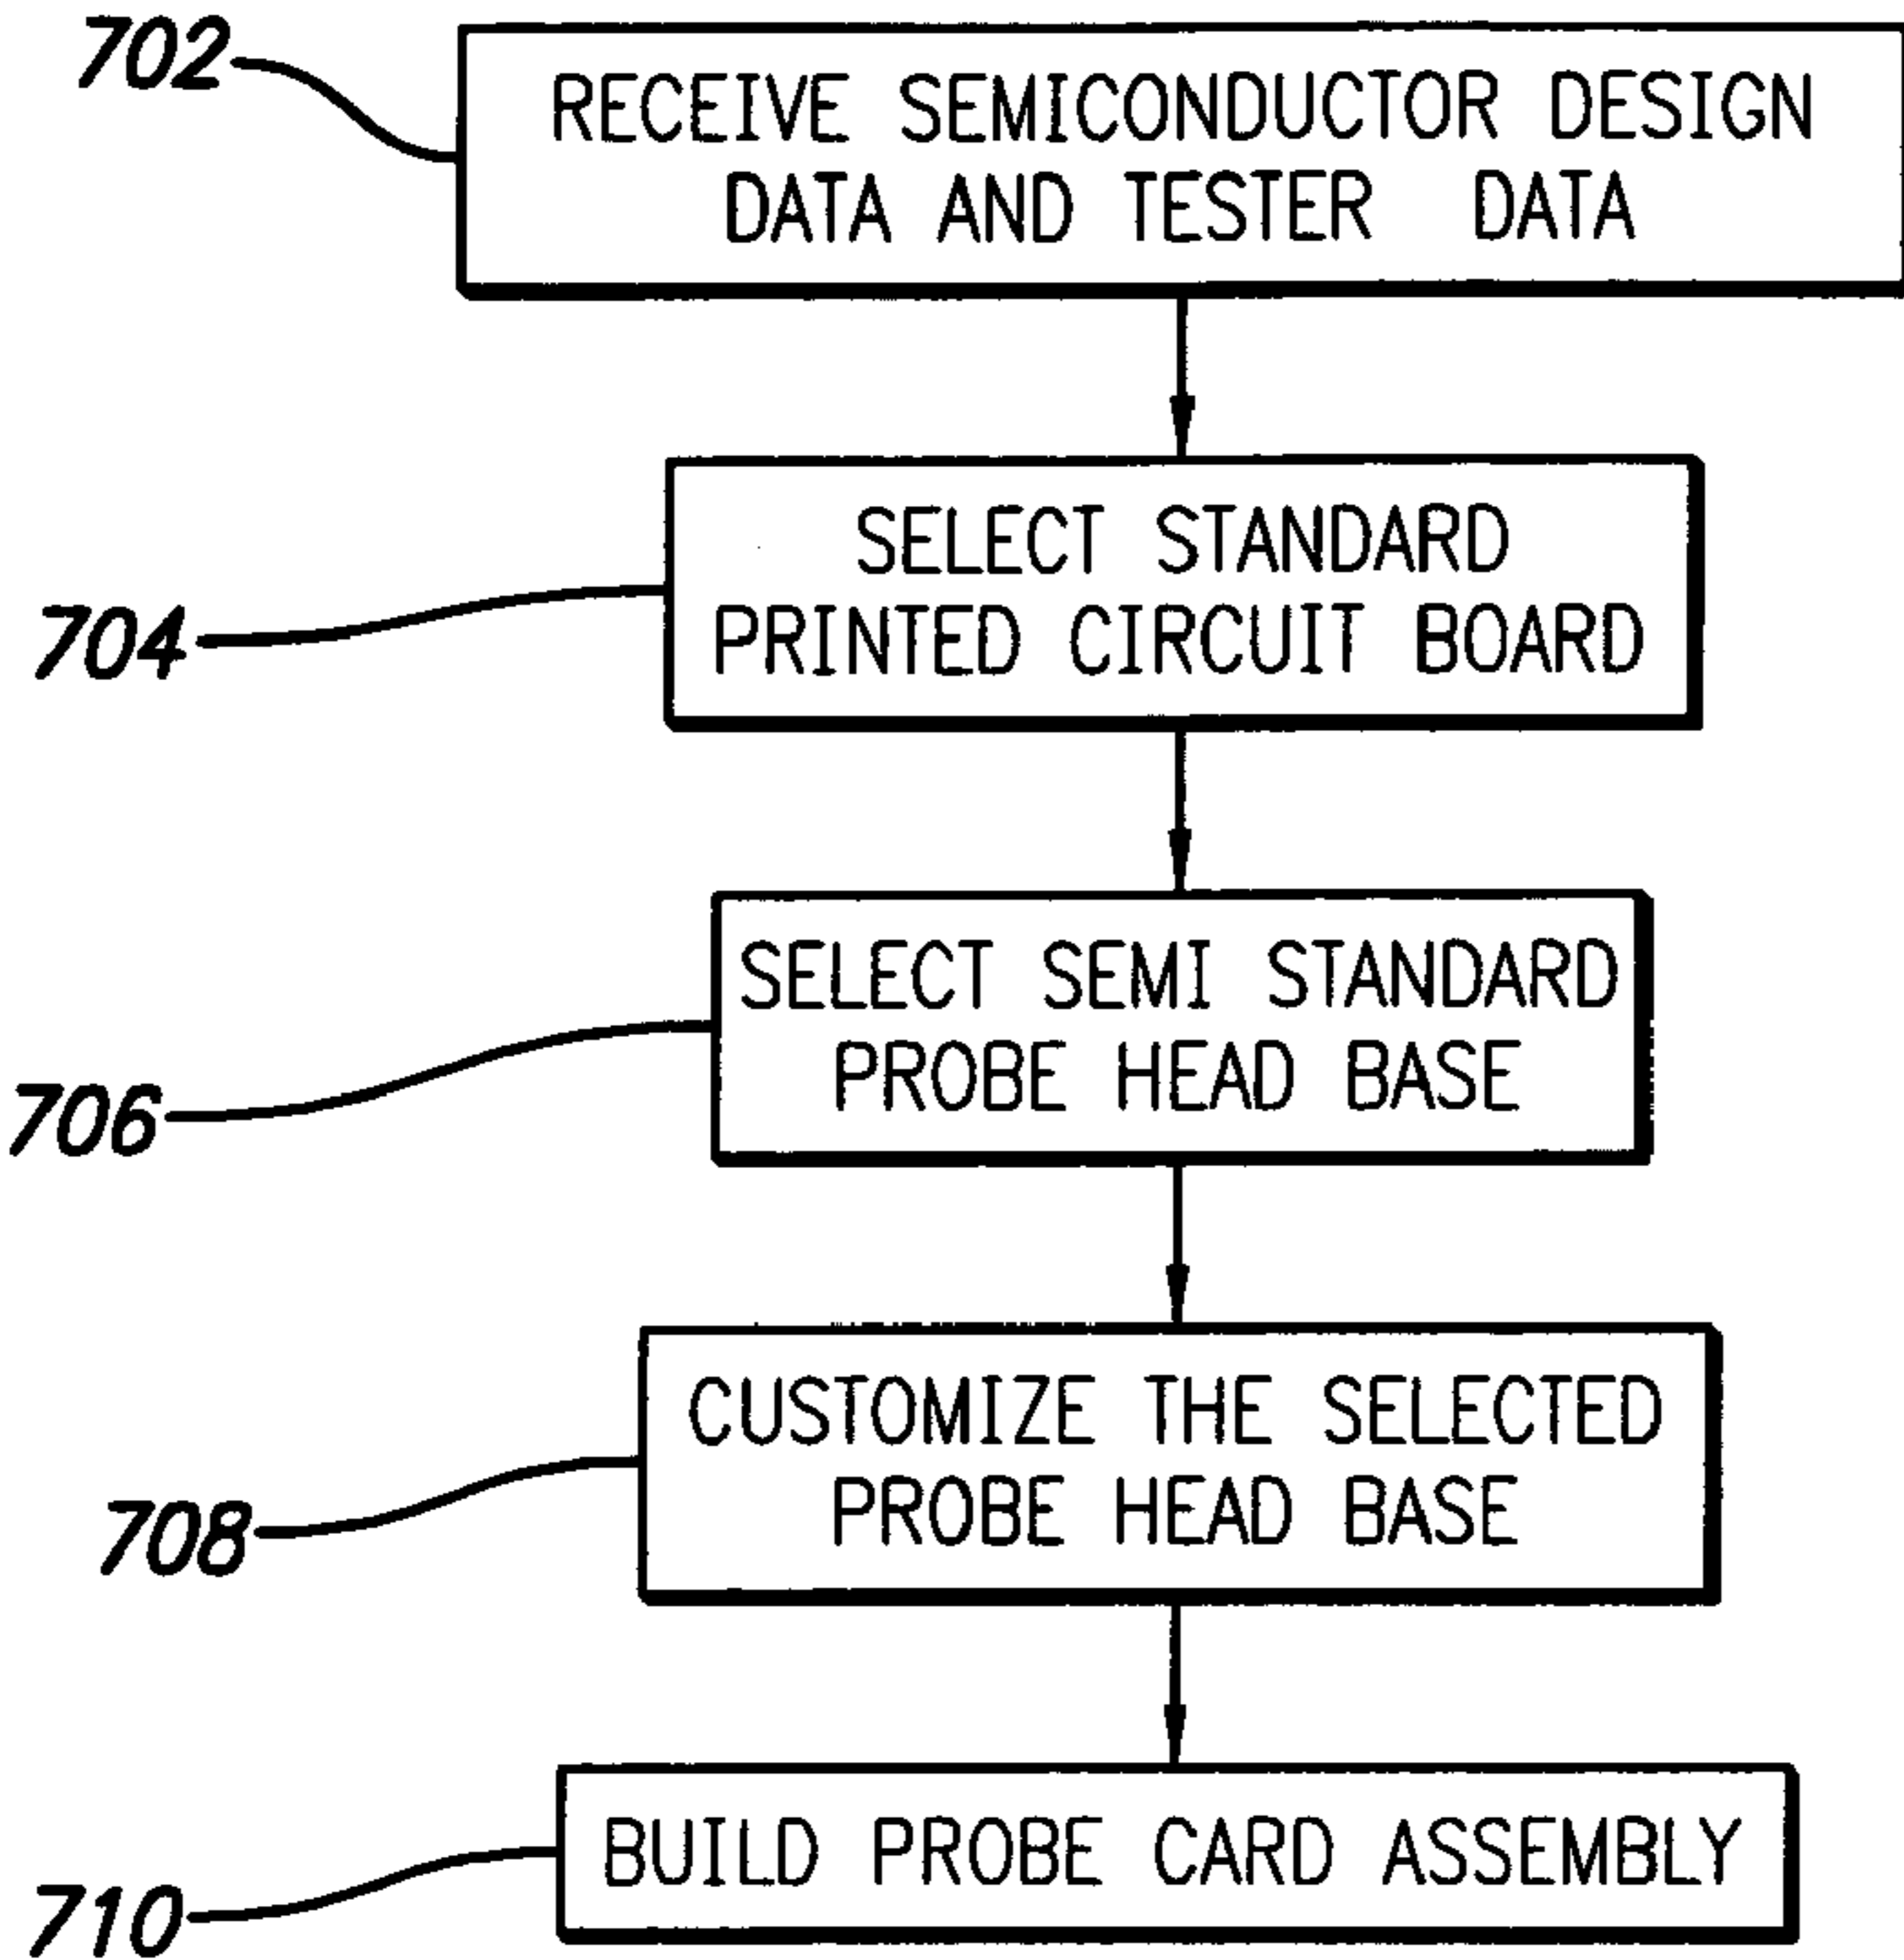 702
RECEIVE SEMICONDUCTOR DESIGN
DATA AND TESTER DATA
SELECT STANDARD
PRINTED CIRCUIT BOARD
704
SELECT SEMI STANDARD
PROBE HEAD BASE
706
CUSTOMIZE THE SELECTED
PROBE HEAD BASE
708
BUILD PROBE CARD ASSEMBLY
710